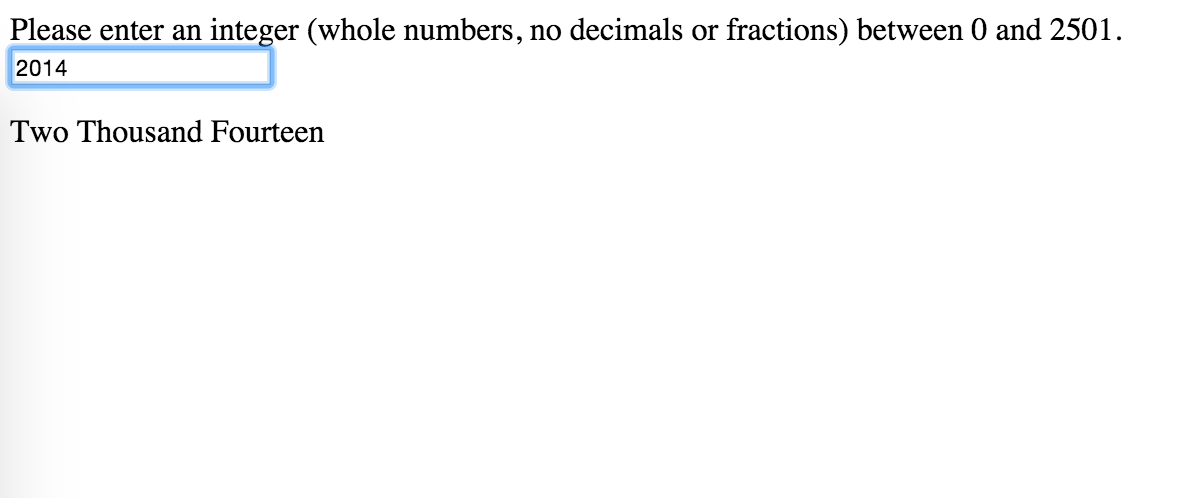 Please enter an integer (whole numbers, no decimals or fractions) between 0 and 2501.
2014
Two Thousand Fourteen